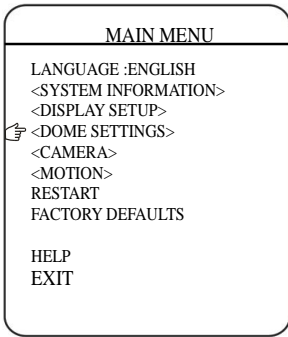 MAIN MENU
LANGUAGE :ENGLISH
<SYSTEM INFORMATION>
<DISPLAY SETUP>
<DOME SETTINGS>
<CAMERA>
<MOTION>
RESTART
FACTORY DEFAULTS
HELP
EXIT